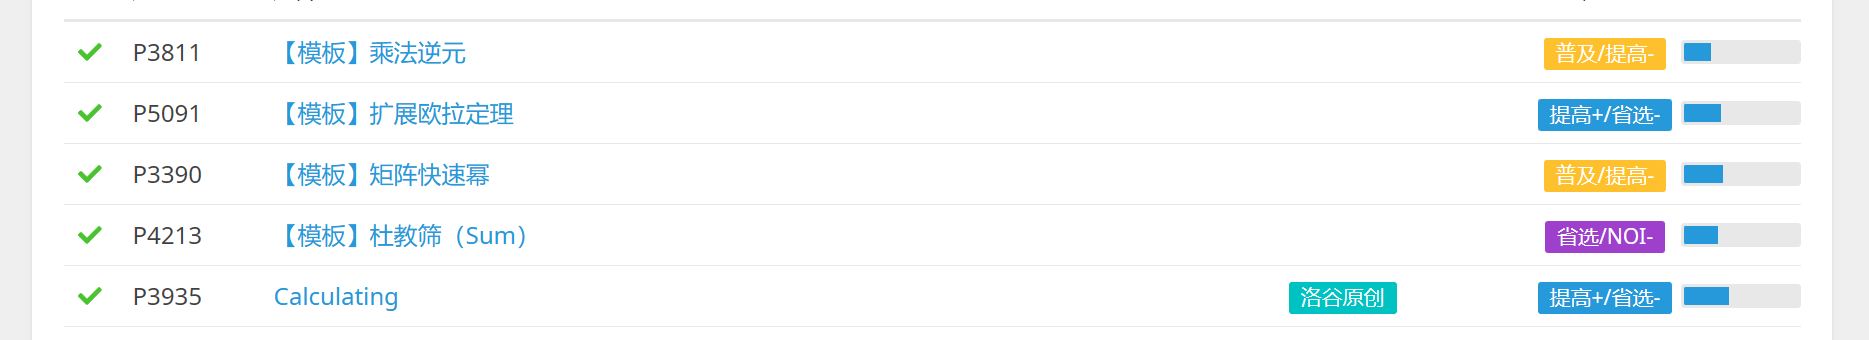 P3811 【模板】乘法逆元 普及/提高-
P5091 【模板】扩展欧拉定理 提高+/省选-
P3390 【模板】矩阵快速幂 普及/提高-
P4213 【模板】杜教筛（Sum） 省选/NOI-
P3935 Calculating 洛谷原创 提高+/省选-